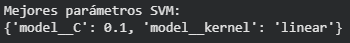 Mejores parámetros SVM:
{'model__C': 0.1, 'model__kernel': 'linear'}